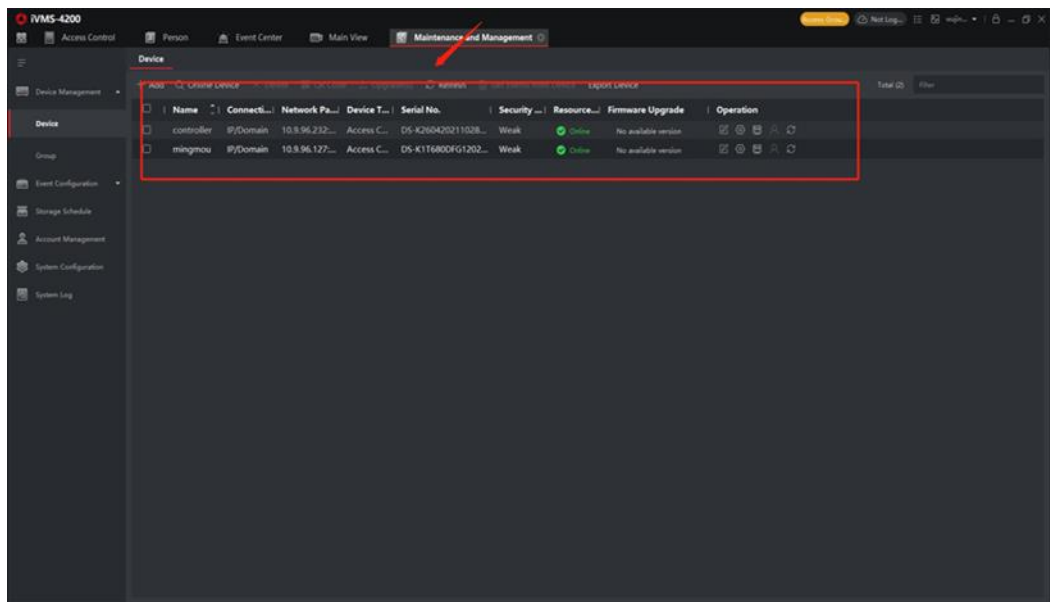 iVMS-4200
Not Log...
Access Control Person Event Center Main View Maintenance and Management
Device
Add Online Device Refresh Export Device Total (2) Filter
Device Management
Name Connecti... Network Pa... Device T... Serial No. Security ... Resource... Firmware Upgrade Operation
Device
controller IP/Domain 10.9.96.232:... Access C... DS-K260420211028... Weak Online No available version
mingmou IP/Domain 10.9.96.127:... Access C... DS-K1T680DFG1202... Weak Online No available version
Group
Event Configuration
Storage Schedule
Account Management
System Configuration
System Log